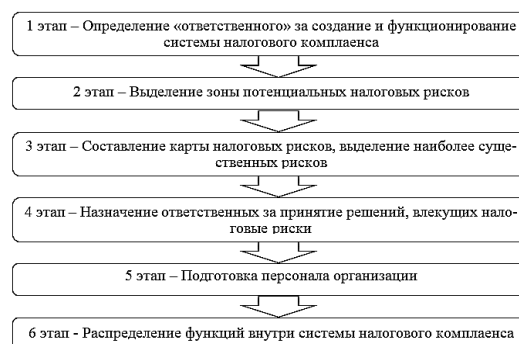 1 этап – Определение «ответственного» за создание и функционирование
системы налогового комплаенса
2 этап – Выделение зоны потенциальных налоговых рисков
3 этап – Составление карты налоговых рисков, выделение наиболее суще-
ственных рисков
4 этап – Назначение ответственных за принятие решений, влекущих нало-
говые риски
5 этап – Подготовка персонала организации
6 этап - Распределение функций внутри системы налогового комплаенса